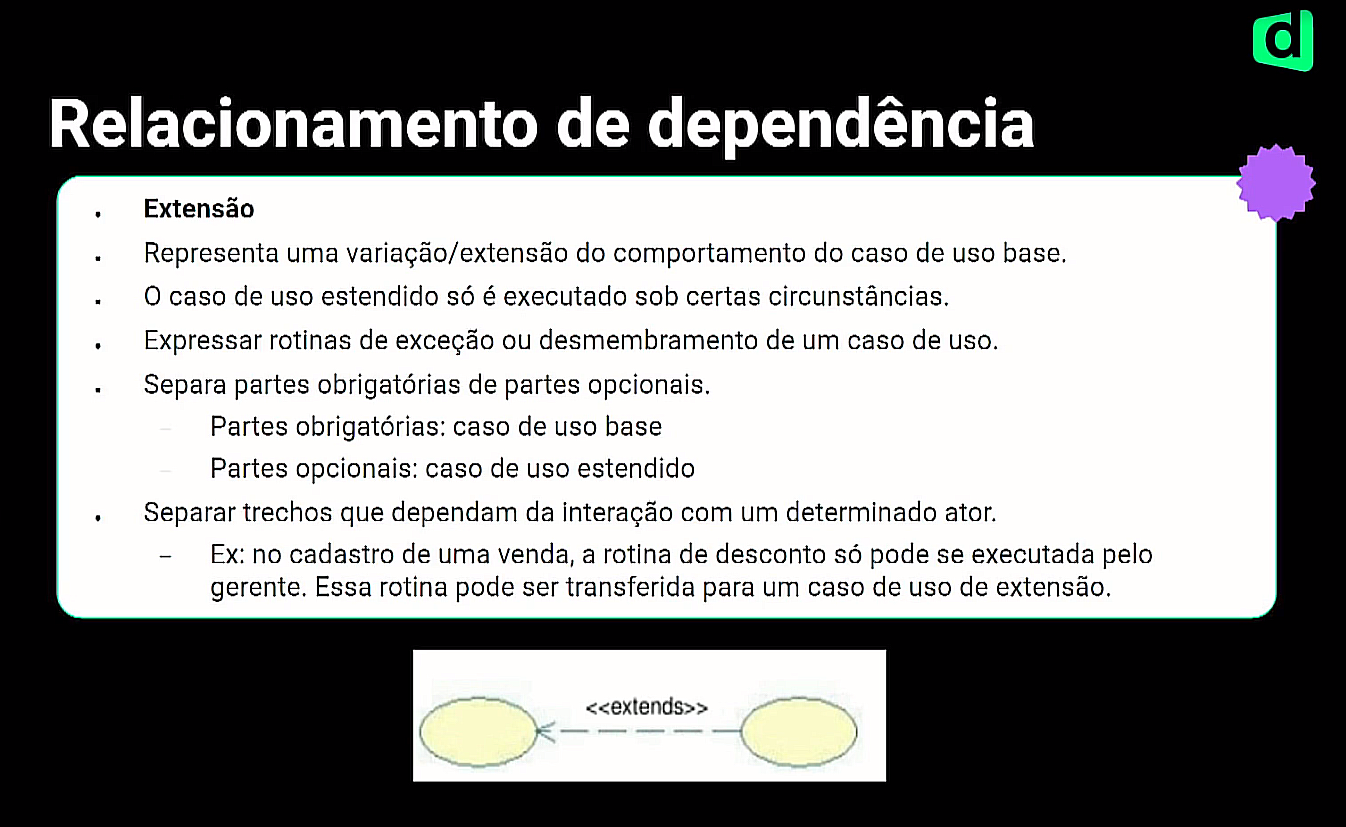 d
Relacionamento de dependência
. Extensão
. Representa uma variação/extensão do comportamento do caso de uso base.
. O caso de uso estendido só é executado sob certas circunstâncias.
. Expressar rotinas de exceção ou desmembramento de um caso de uso.
. Separa partes obrigatórias de partes opcionais.
– Partes obrigatórias: caso de uso base
– Partes opcionais: caso de uso estendido
. Separar trechos que dependam da interação com um determinado ator.
– Ex: no cadastro de uma venda, a rotina de desconto só pode se executada pelo
gerente. Essa rotina pode ser transferida para um caso de uso de extensão.
<<extends>>